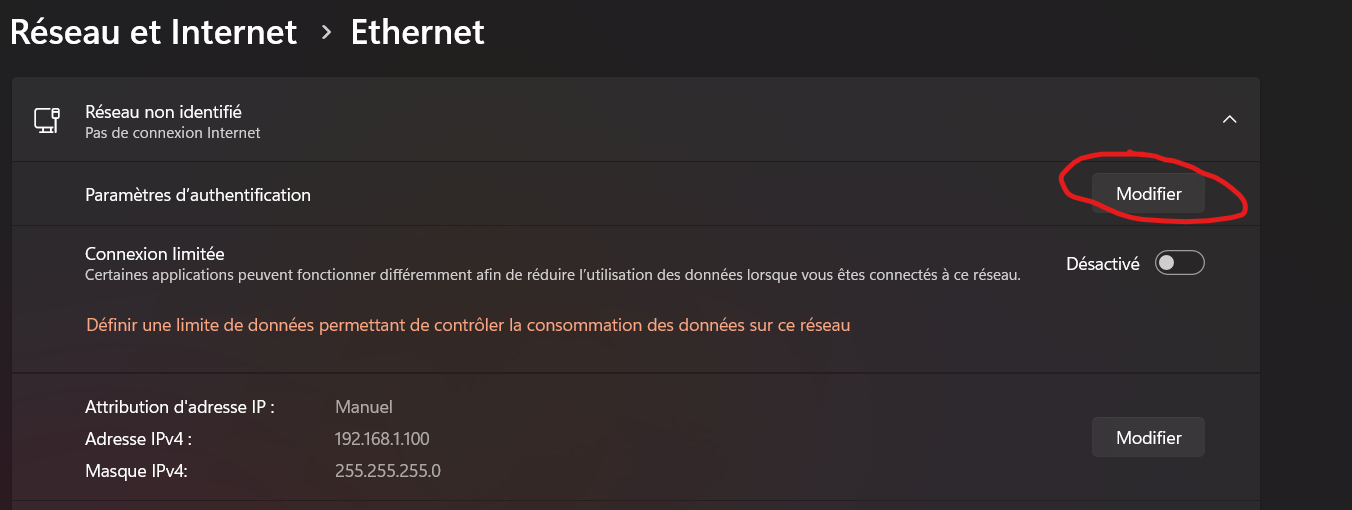 Réseau et Internet > Ethernet
Réseau non identifié
Pas de connexion Internet
Paramètres d’authentification
Modifier
Connexion limitée
Certaines applications peuvent fonctionner différemment afin de réduire l’utilisation des données lorsque vous êtes connectés à ce réseau.
Désactivé
Définir une limite de données permettant de contrôler la consommation des données sur ce réseau
Attribution d'adresse IP : Manuel
Adresse IPv4 : 192.168.1.100
Masque IPv4: 255.255.255.0
Modifier